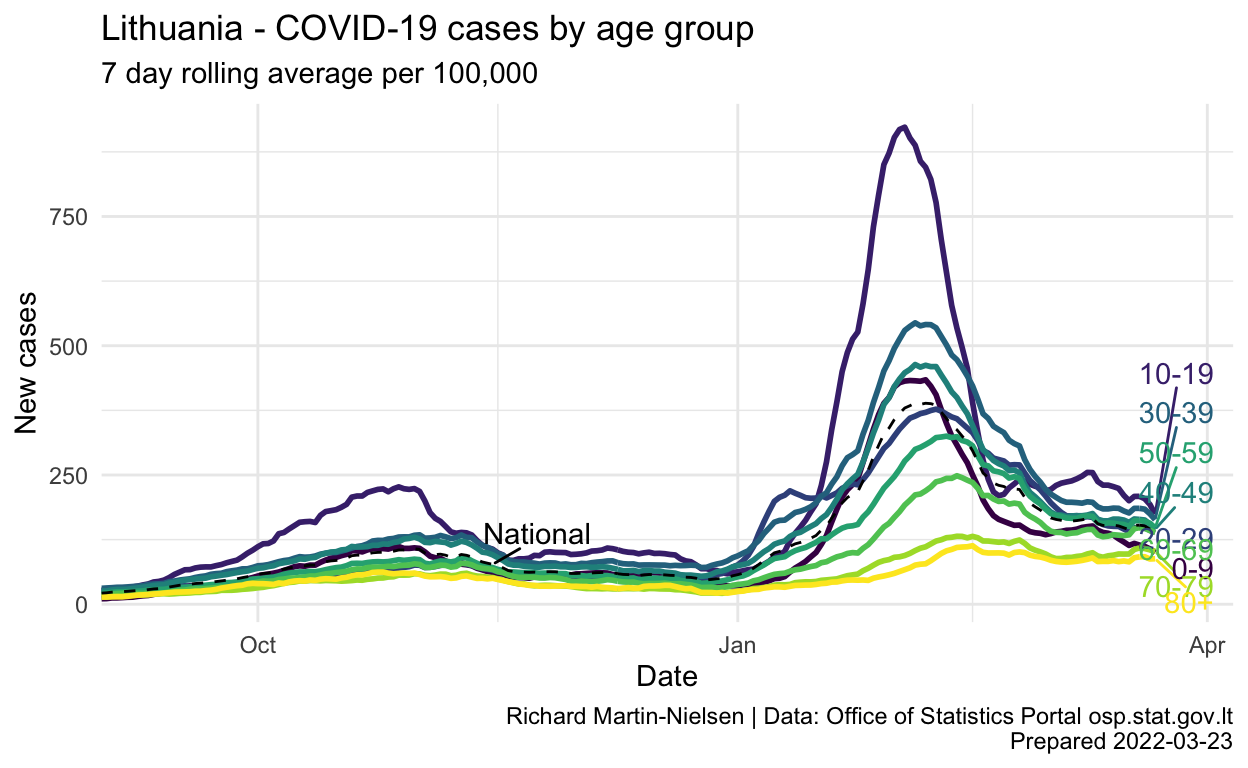 Lithuania - COVID-19 cases by age group
7 day rolling average per 100,000
New cases
750
500
250
0
National
10-19
30-39
50-59
40-49
20-29
60-69
0-9
70-79
80+
Oct
Jan
Apr
Date
Richard Martin-Nielsen | Data: Office of Statistics Portal osp.stat.gov.lt
Prepared 2022-03-23